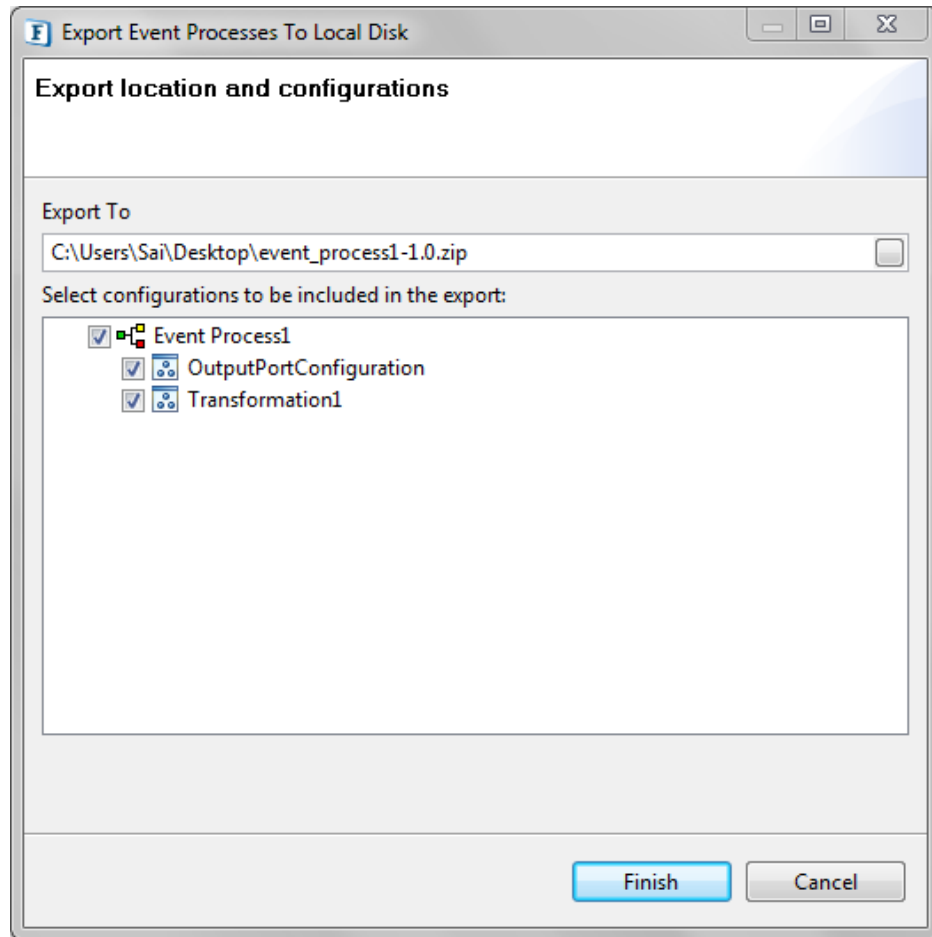 Export Event Processes To Local Disk
Export location and configurations
Export To
C:\Users\Sai\Desktop\event_process1-1.0.zip
Select configurations to be included in the export:
Event Process1
OutputPortConfiguration
Transformation1
Finish Cancel